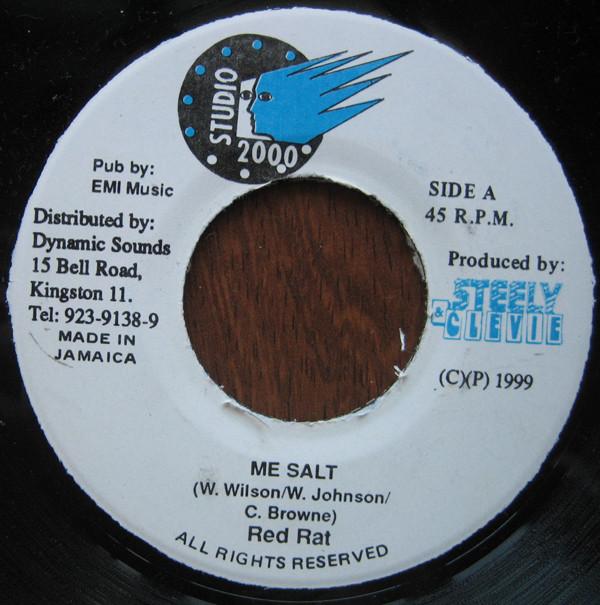 STUDIO
2000
Pub by:
EMI Music
Distributed by:
Dynamic Sounds
15 Bell Road,
Kingston 11.
Tel: 923-9138-9
MADE IN
JAMAICA
SIDE A
45 R.P.M.
Produced by:
STEELY
& CLEVIE
(C)(P) 1999
ME SALT
(W. Wilson/W. Johnson/
C. Browne)
Red Rat
ALL RIGHTS RESERVED